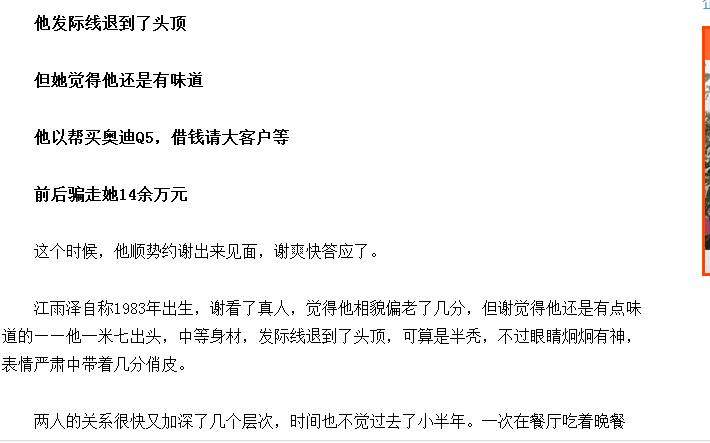 他发际线退到了头顶
但她觉得他还是有味道
他以帮买奥迪Q5，借钱请大客户等
前后骗走她14余万元
这个时候，他顺势约谢出来见面，谢爽快答应了。
江雨泽自称1983年出生，谢看了真人，觉得他相貌偏老了几分，但谢觉得他还是有点味
道的——他一米七出头，中等身材，发际线退到了头顶，可算是半秃，不过眼睛炯炯有神，
表情严肃中带着几分俏皮。
两人的关系很快又加深了几个层次，时间也不觉过去了小半年。一次在餐厅吃着晚餐